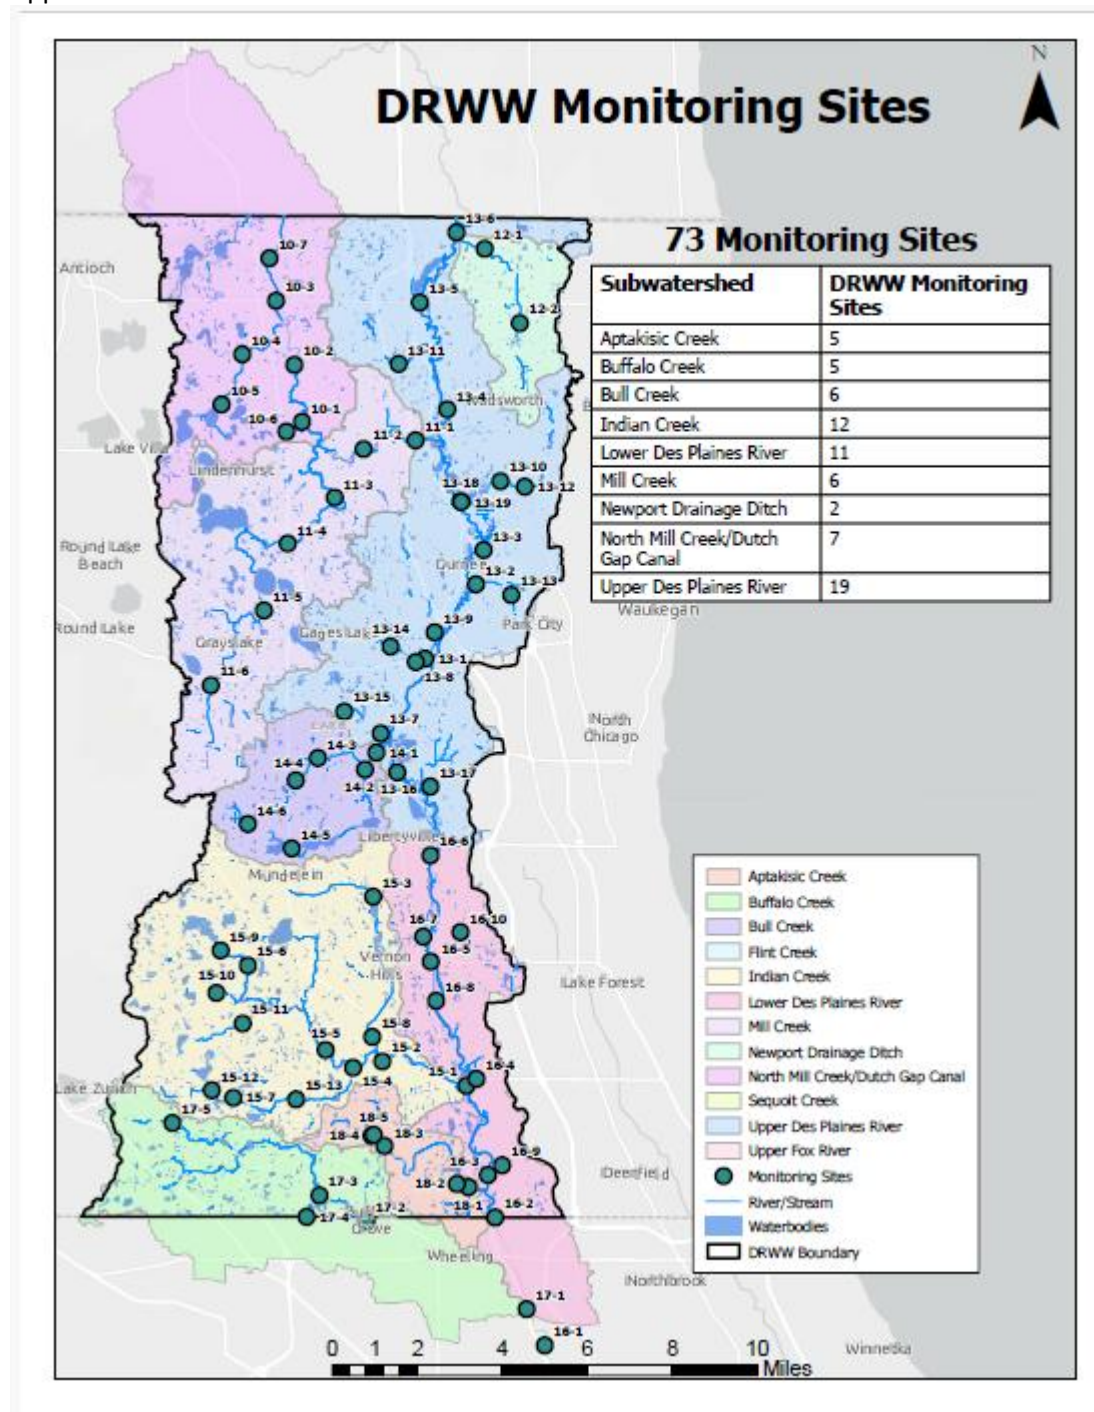 DRWW Monitoring Sites
N
73 Monitoring Sites
Subwatershed DRWW Monitoring Sites
Aptakisic Creek 5
Buffalo Creek 5
Bull Creek 6
Indian Creek 12
Lower Des Plaines River 11
Mill Creek 6
Newport Drainage Ditch 2
North Mill Creek/Dutch Gap Canal 7
Upper Des Plaines River 19
13-6
12-1
10-7
Antioch
10-3
13-5
12-2
10-4
10-2
13-11
10-5
13-4
Wadsworth
10-1
10-6
11-1
11-2
Lake Villa
Lindenhurst
13-10
13-18
13-12
11-3
13-19
11-4
13-3
Round Lake
Beach
Gurnee
13-2
13-13
11-5
Waukegan
Round Lake
Park City
13-9
Gages Lake
13-14
Grayslake
13-1
13-8
11-6
13-15
North
Chicago
13-7
14-3
14-1
14-4
14-2
13-16
13-17
14-6
14-5
Libertyville
16-6
Mundelein
15-3
16-7
16-10
15-9
15-6
16-5
Vernon
Hills
15-10
Lake Forest
16-8
15-11
15-8
15-5
15-2
15-1
16-4
15-4
15-12
15-13
Lake Zurich
15-7
17-5
18-5
18-4
18-3
16-9
16-3
Deerfield
18-2
17-3
18-1
16-2
17-2
17-4
Grove
Wheeling
Northbrook
17-1
16-1
Winnetka
Aptakisic Creek
Buffalo Creek
Bull Creek
Flint Creek
Indian Creek
Lower Des Plaines River
Mill Creek
Newport Drainage Ditch
North Mill Creek/Dutch Gap Canal
Sequoit Creek
Upper Des Plaines River
Upper Fox River
Monitoring Sites
River/Stream
Waterbodies
DRWW Boundary
0 1 2 4 6 8 10
Miles